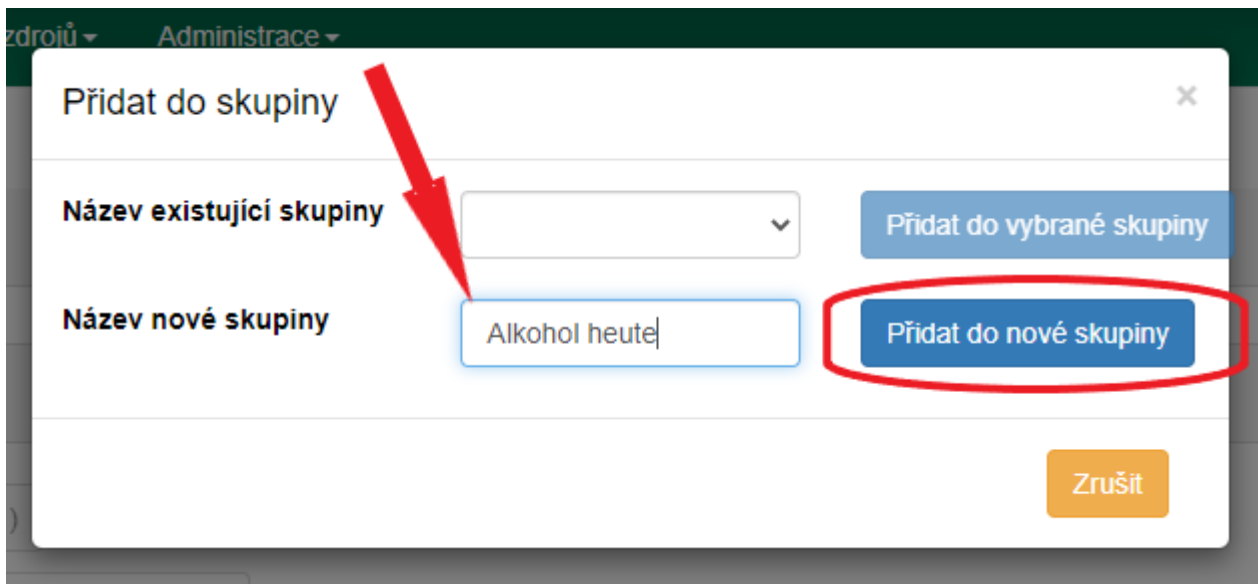 zdrojů Administrace
Přidat do skupiny ×
Název existující skupiny Přidat do vybrané skupiny
Název nové skupiny Alkohol heute Přidat do nové skupiny
Zrušit
)